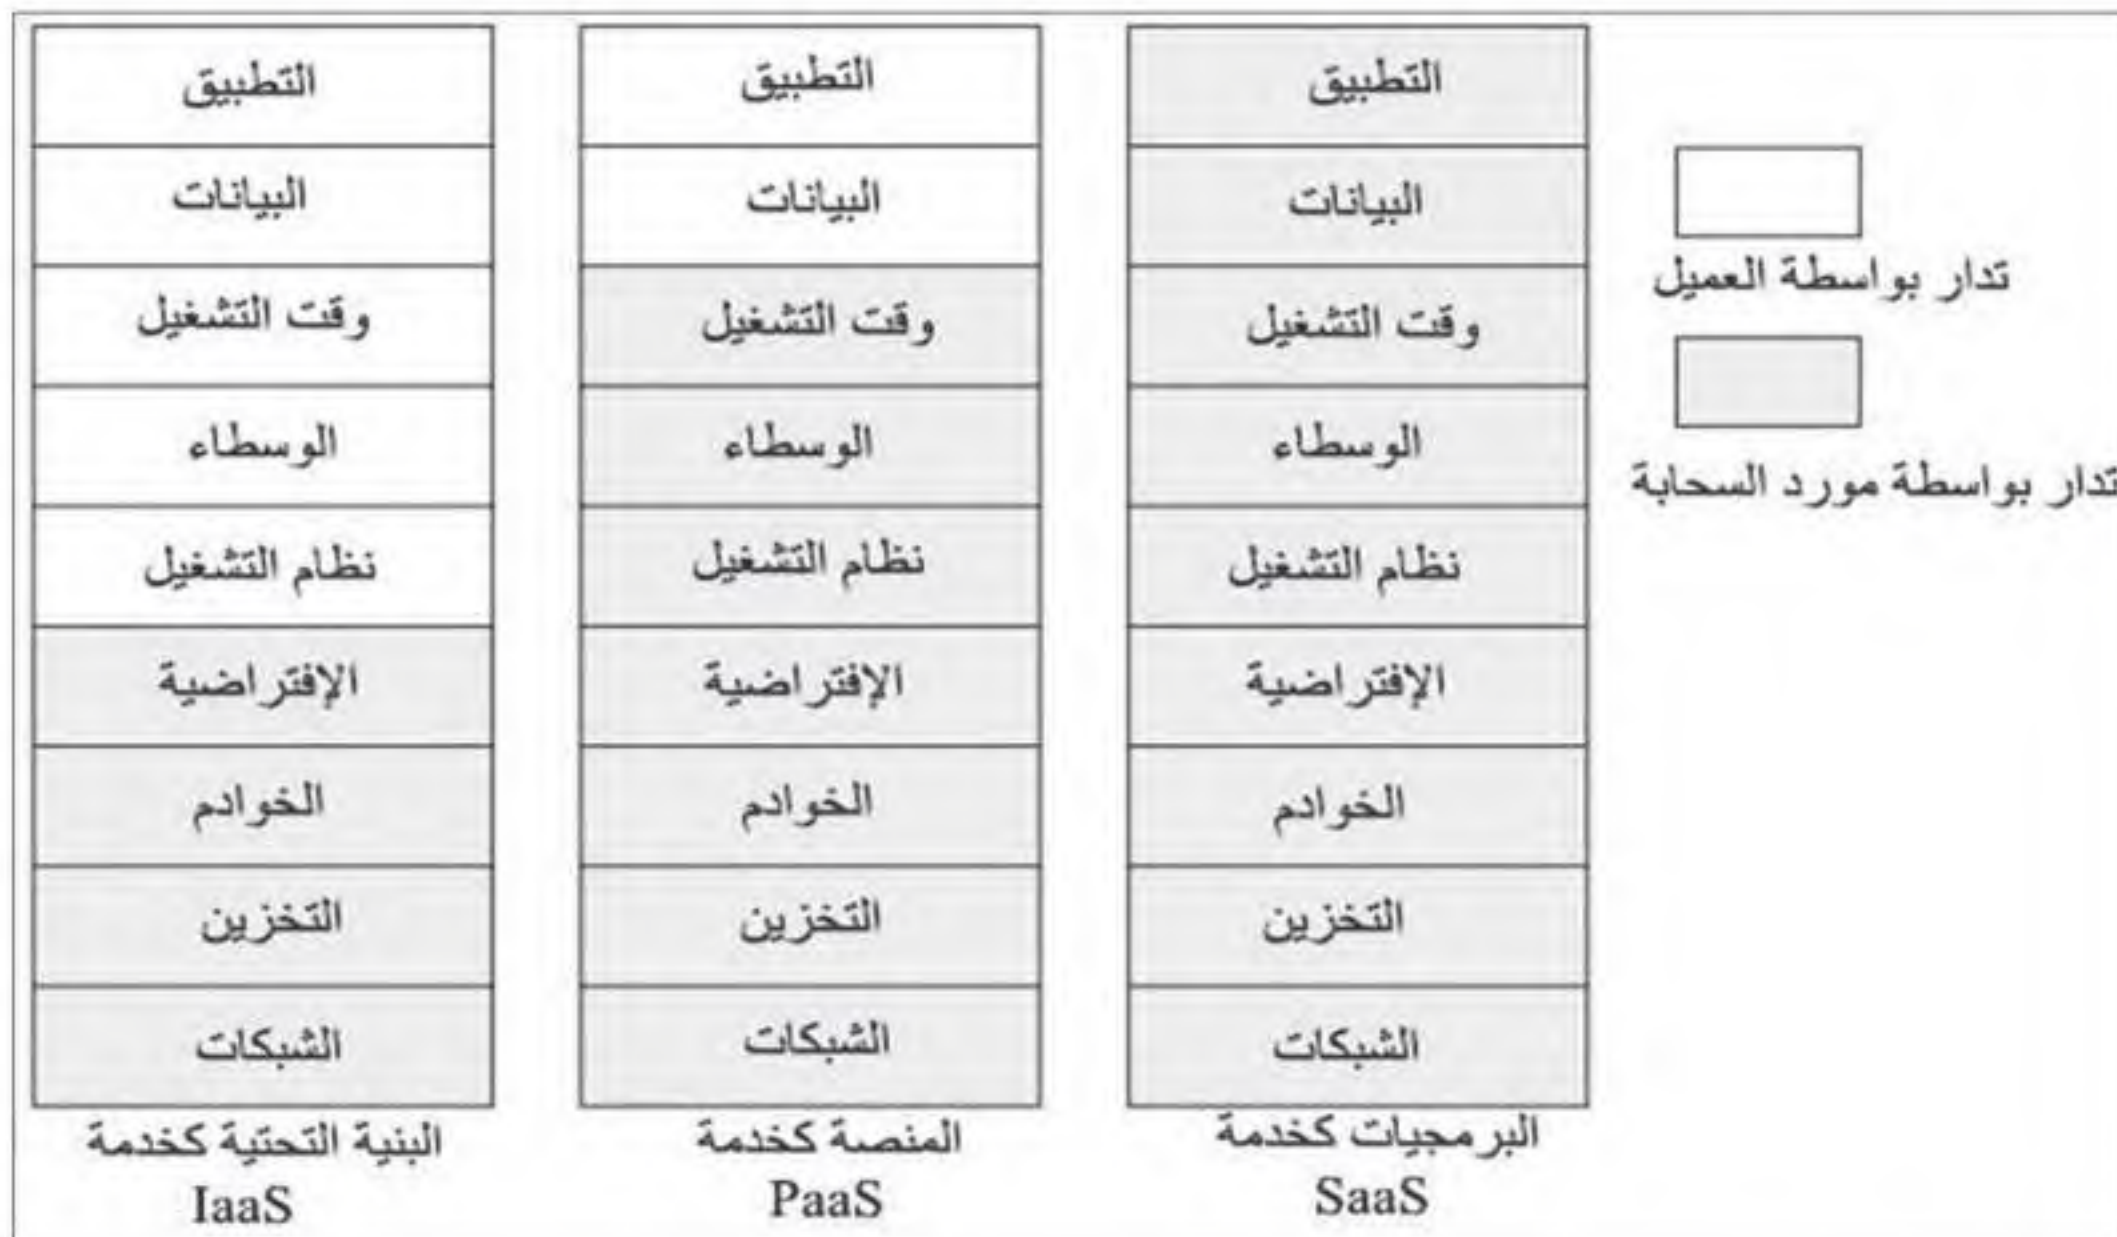 التطبيق
البيانات
وقت التشغيل
الوسطاء
نظام التشغيل
الإفتراضية
الخوادم
التخزين
الشبكات
البنية التحتية كخدمة
IaaS
التطبيق
البيانات
وقت التشغيل
الوسطاء
نظام التشغيل
الإفتراضية
الخوادم
التخزين
الشبكات
المنصة كخدمة
PaaS
التطبيق
البيانات
وقت التشغيل
الوسطاء
نظام التشغيل
الإفتراضية
الخوادم
التخزين
الشبكات
البرمجيات كخدمة
SaaS
تدار بواسطة العميل
تدار بواسطة مورد السحابة